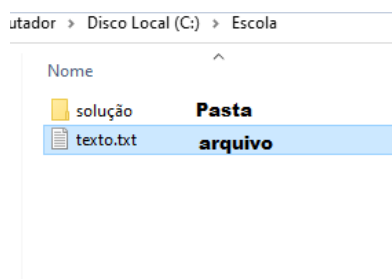 utador > Disco Local (C:) > Escola
Nome
solução Pasta
texto.txt arquivo